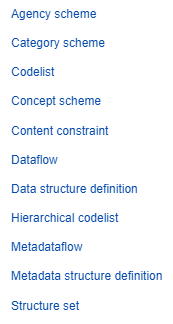 Agency scheme
Category scheme
Codelist
Concept scheme
Content constraint
Dataflow
Data structure definition
Hierarchical codelist
Metadataflow
Metadata structure definition
Structure set